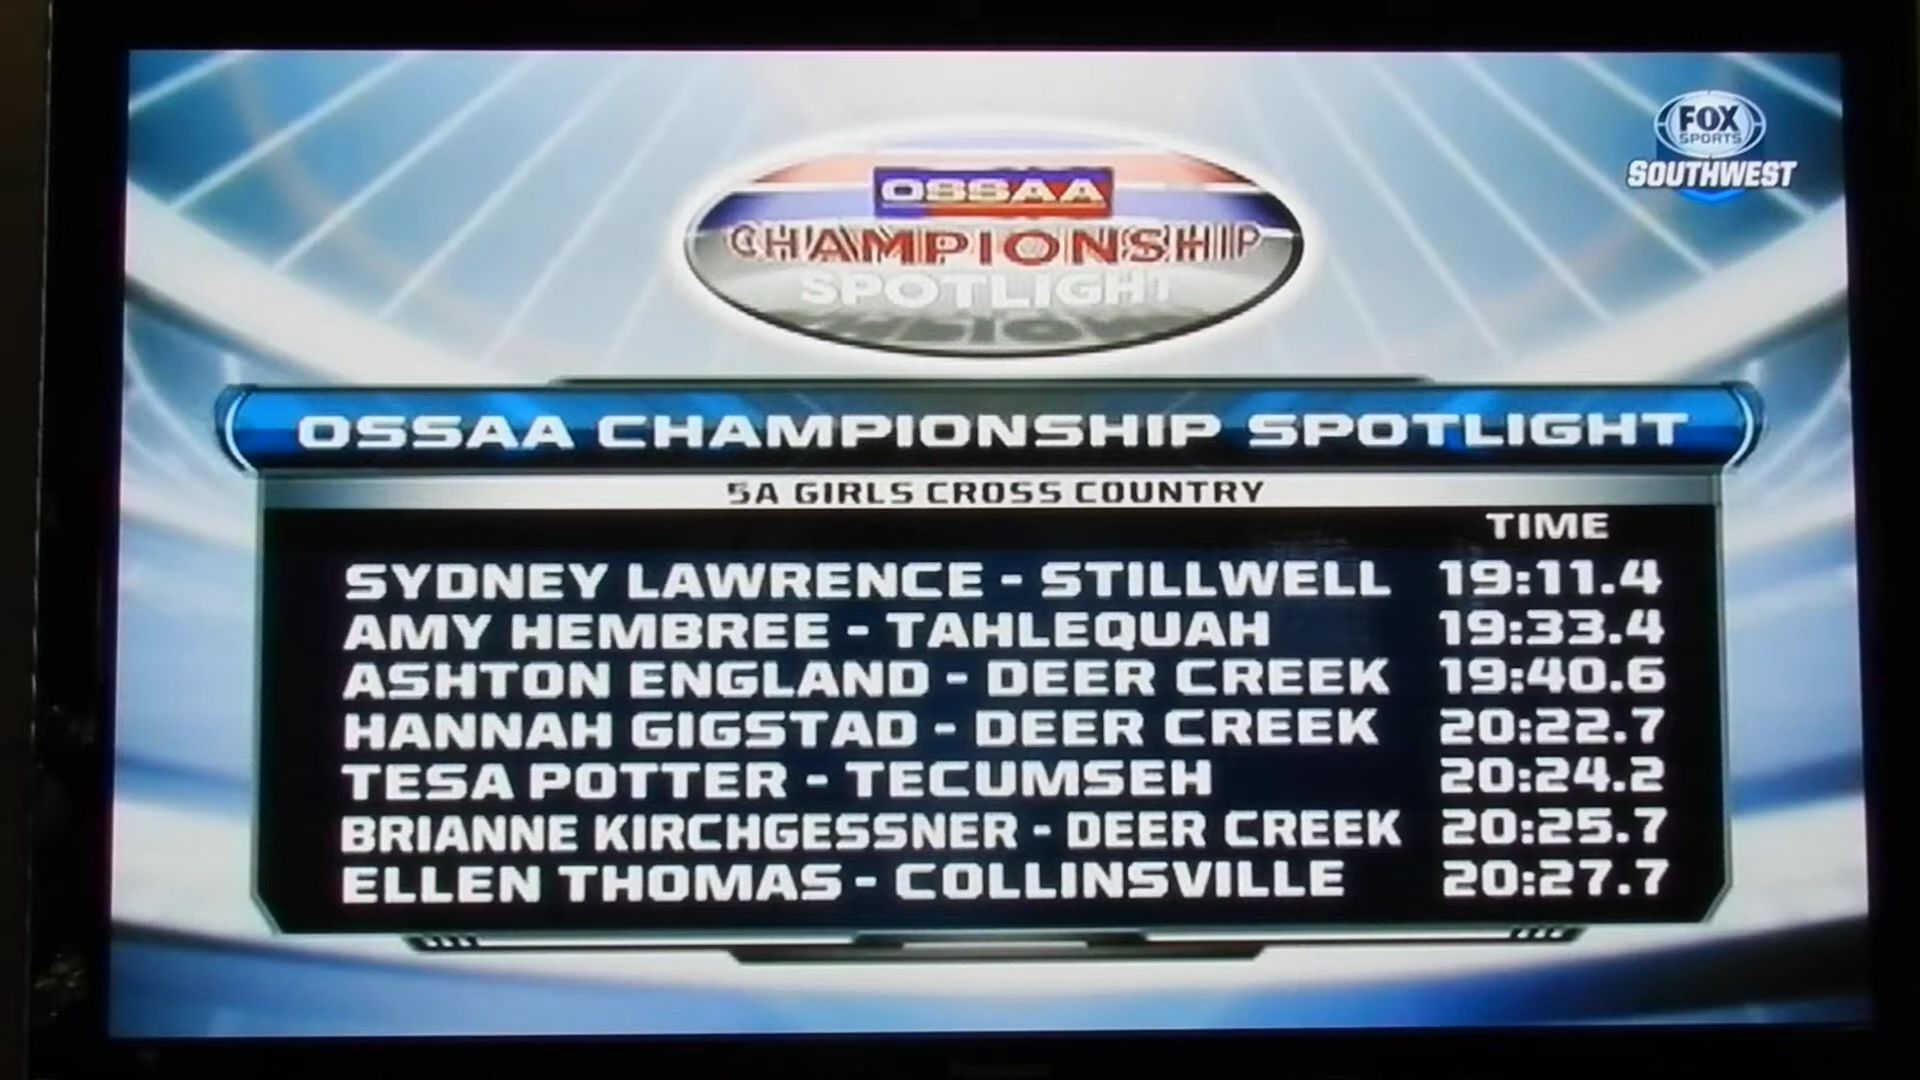 FOX
SPORTS
SOUTHWEST
OSSAA
CHAMPIONSHIP
SPOTLIGHT
OSSAA CHAMPIONSHIP SPOTLIGHT
5A GIRLS CROSS COUNTRY
TIME
SYDNEY LAWRENCE - STILLWELL 19:11.4
AMY HEMBREE - TAHLEQUAH 19:33.4
ASHTON ENGLAND - DEER CREEK 19:40.6
HANNAH GIGSTAD - DEER CREEK 20:22.7
TESA POTTER - TECUMSEH 20:24.2
BRIANNE KIRCHGESSNER - DEER CREEK 20:25.7
ELLEN THOMAS - COLLINSVILLE 20:27.7